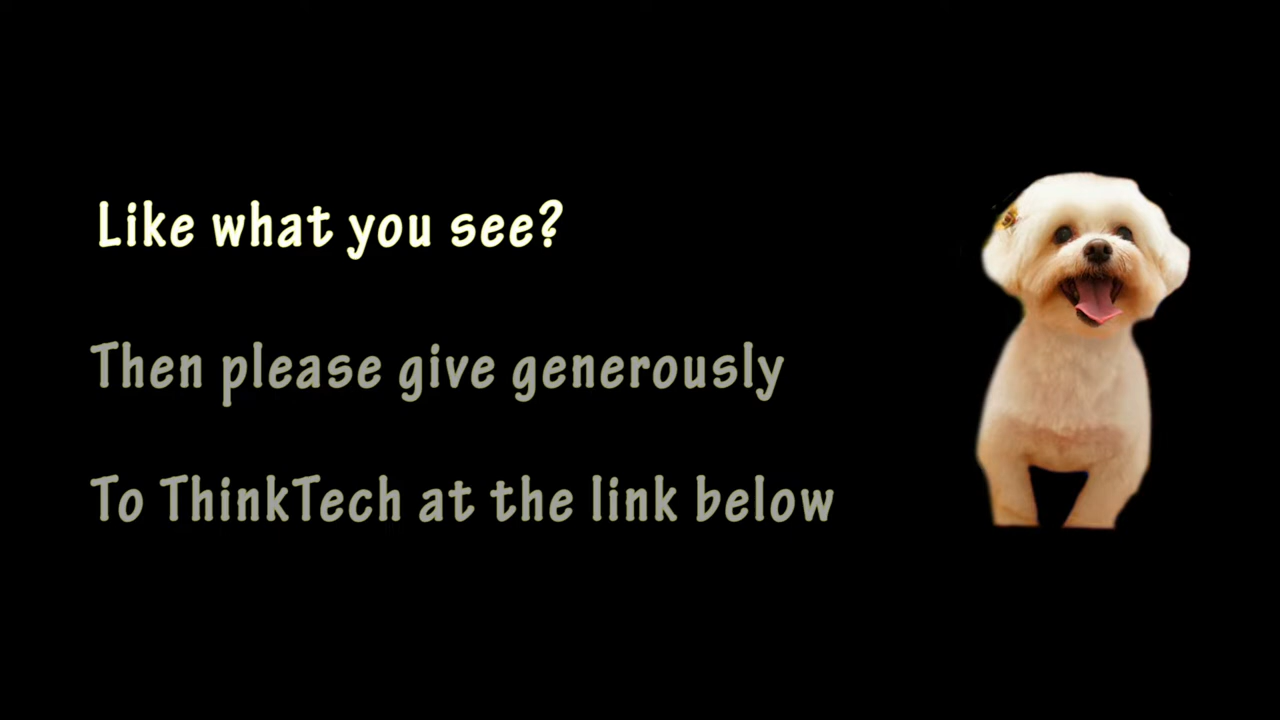 Like what you see?
Then please give generously
To ThinkTech at the link below